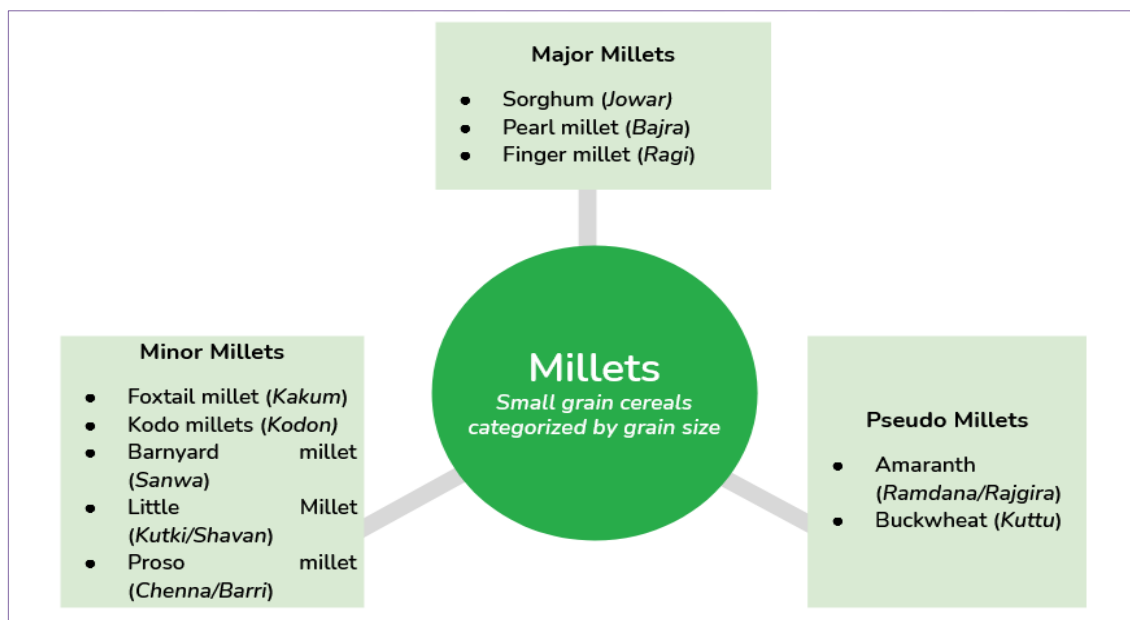 Major Millets
● Sorghum (Jowar)
● Pearl millet (Bajra)
● Finger millet (Ragi)
Millets
Small grain cereals
categorized by grain size
Minor Millets
● Foxtail millet (Kakum)
● Kodo millets (Kodon)
● Barnyard millet
(Sanwa)
● Little Millet
(Kutki/Shavan)
● Proso millet
(Chenna/Barri)
Pseudo Millets
● Amaranth
(Ramdana/Rajgira)
● Buckwheat (Kuttu)